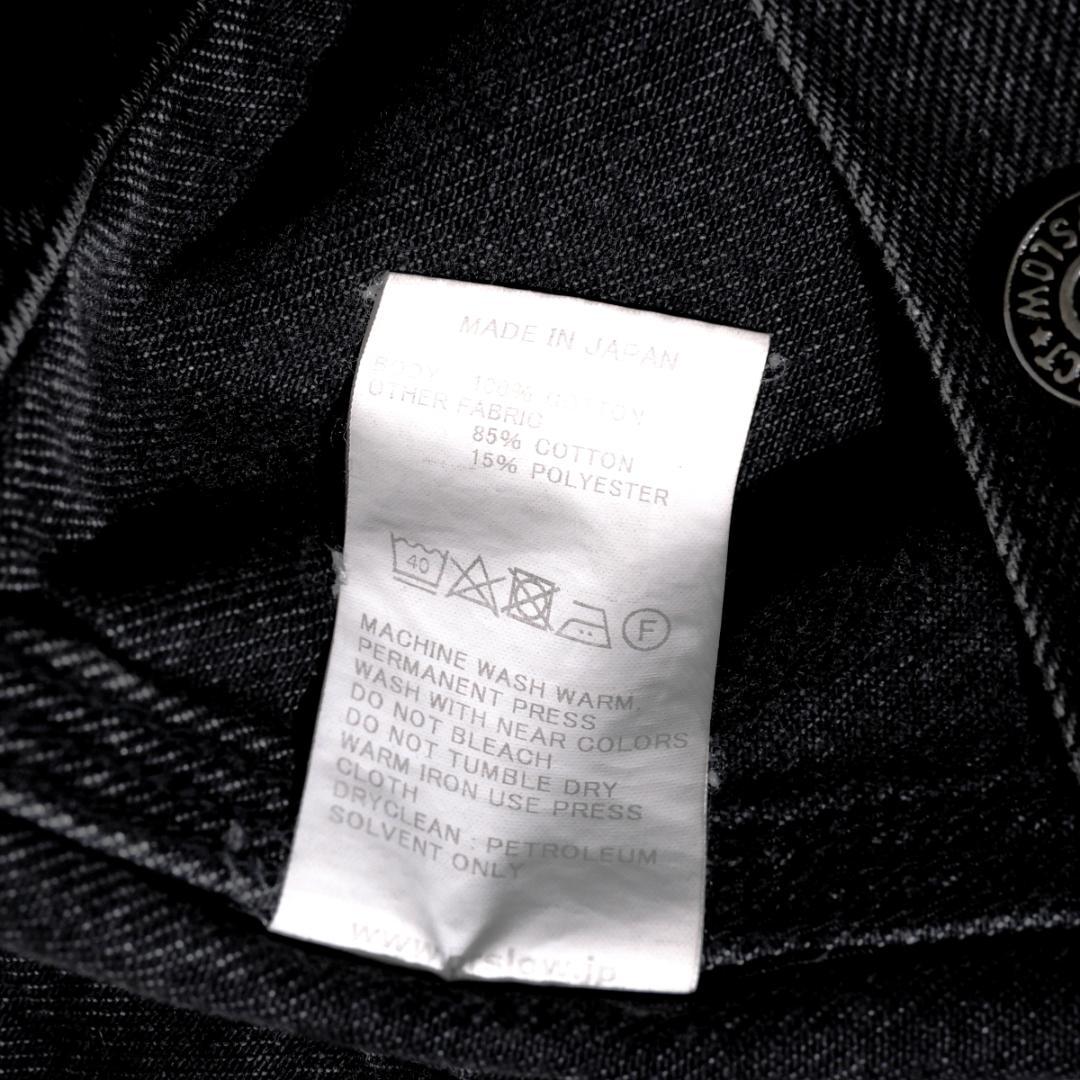 MADE IN JAPAN
BODY 100% COTTON
OTHER FABRIC
85% COTTON
15% POLYESTER
40
F
MACHINE WASH WARM,
PERMANENT PRESS
WASH WITH NEAR COLORS
DO NOT BLEACH
DO NOT TUMBLE DRY
WARM IRON USE PRESS
CLOTH
DRYCLEAN : PETROLEUM
SOLVENT ONLY
SLOW
CT